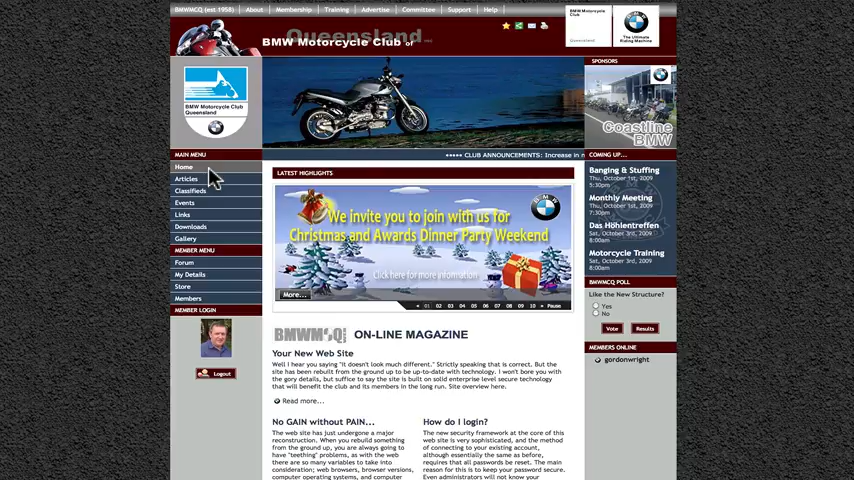 BMWMCQ (est 1958) About Membership Training Advertise Committee Support Help
BMW Motorcycle Club of Queensland
BMW Motorcycle
Club
Queensland
The Ultimate
Riding Machine
BMW Motorcycle Club
Queensland
SPONSORS
Coastline
BMW
MAIN MENU
Home
Articles
Classifieds
Events
Links
Downloads
Gallery
MEMBER MENU
Forum
My Details
Store
Members
MEMBER LOGIN
Logout
***** CLUB ANNOUNCEMENTS: Increase in
LATEST HIGHLIGHTS
We invite you to join with us for
Christmas and Awards Dinner Party Weekend
Click here for more information
More...
01 02 03 04 05 06 07 08 09 10 » Pause
BMWMCQ ON-LINE MAGAZINE
Your New Web Site
Well I hear you saying "it doesn't look much different." Strictly speaking that is correct. But the
site has been rebuilt from the ground up to be up-to-date with technology. I won't bore you with
the gory details, but suffice to say the site is built on solid enterprise level secure technology
that will benefit the club and its members in the long run. Site overview here.
Read more...
No GAIN without PAIN...
The web site has just undergone a major
reconstruction. When you rebuild something
from the ground up, you are always going to
have "teething" problems, as with the web
there are so many variables to take into
consideration; web browsers, browser versions,
computer operating systems, and computer
How do I login?
The new security framework at the core of this
web site is very sophisticated, and the method
of connecting to your existing account,
although essentially the same as before,
requires that all passwords be reset. The main
reason for this is to keep your password secure.
Even administrators will not know your
COMING UP...
Banging & Stuffing
Thu, October 1st, 2009
5:30pm
Monthly Meeting
Thu, October 1st, 2009
7:30pm
Das Höhlentreffen
Sat, October 3rd, 2009
8:00am
Motorcycle Training
Sat, October 3rd, 2009
8:00am
BMWMCQ POLL
Like the New Structure?
Yes
No
Vote Results
MEMBERS ONLINE
gordonwright